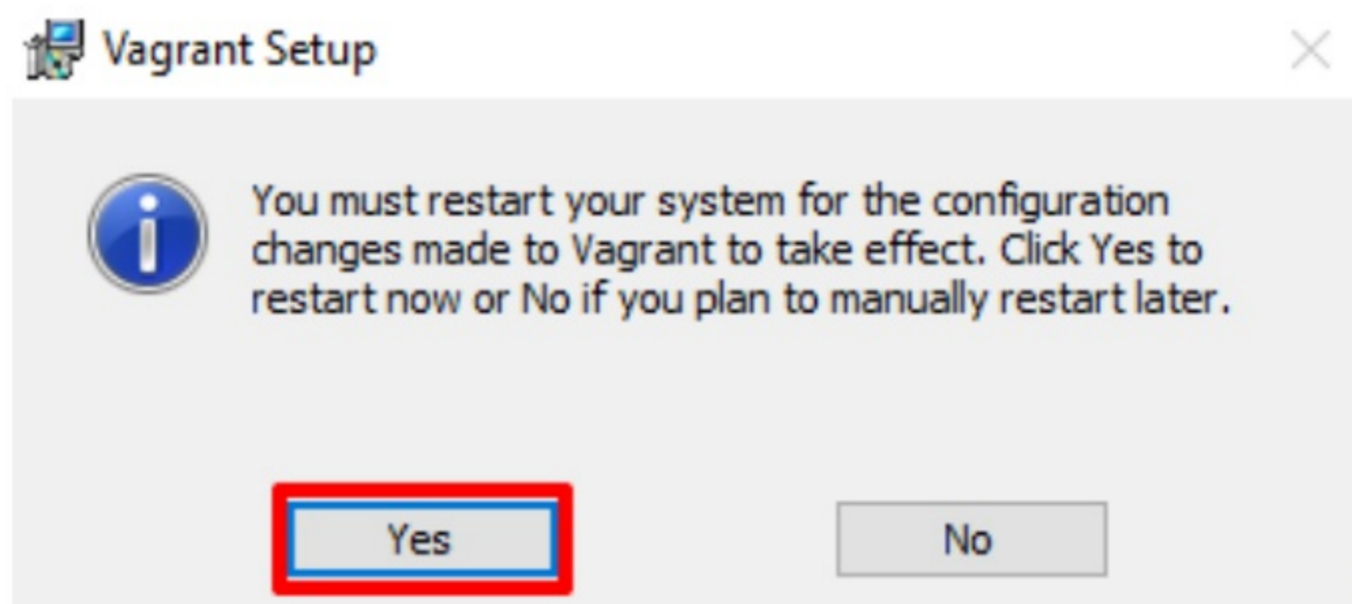 Vagrant Setup
You must restart your system for the configuration
changes made to Vagrant to take effect. Click Yes to
restart now or No if you plan to manually restart later.
Yes
No